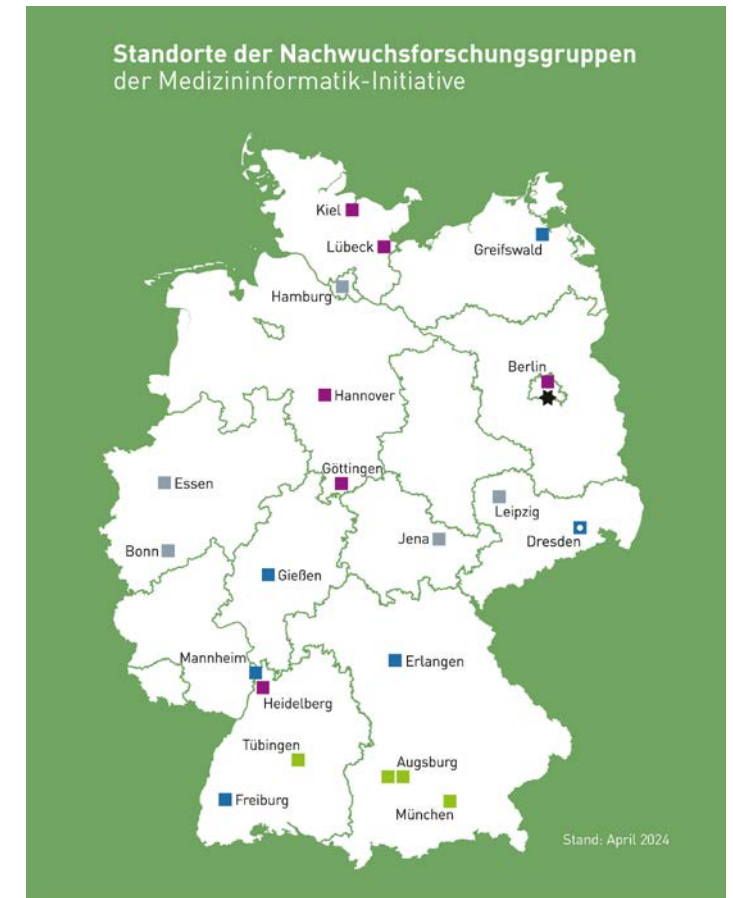 Standorte der Nachwuchsforschungsgruppen
der Medizininformatik-Initiative
Kiel
Lübeck
Greifswald
Hamburg
Berlin
Hannover
Göttingen
Essen
Leipzig
Bonn
Jena
Dresden
Gießen
Mannheim
Erlangen
Heidelberg
Tübingen
Augsburg
Freiburg
München
Stand: April 2024